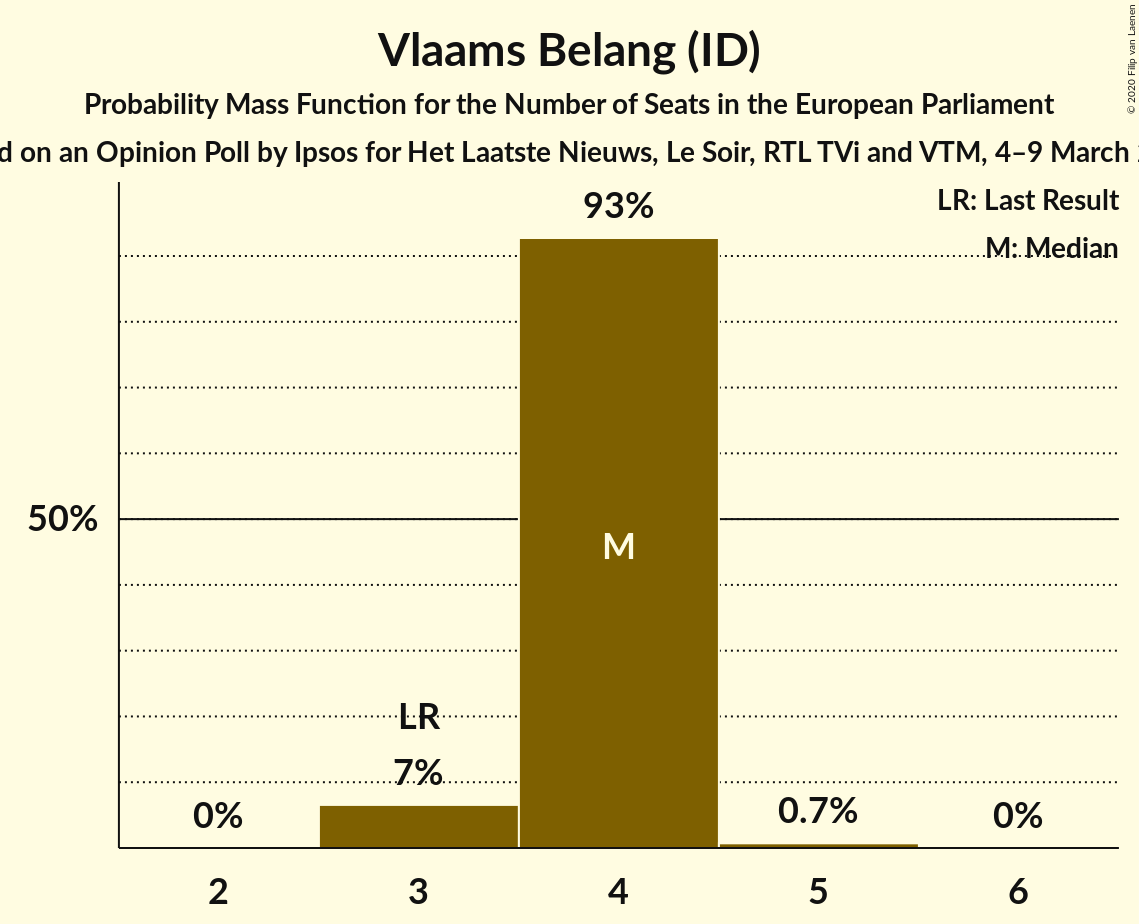 Vlaams Belang (ID)
Probability Mass Function for the Number of Seats in the European Parliament
on an Opinion Poll by Ipsos for Het Laatste Nieuws, Le Soir, RTL TVi and VTM, 4–9 March
© 2020 Filip van Laenen
LR: Last Result
M: Median
93%
50%
M
LR
7%
0%
0.7%
0%
2 3 4 5 6